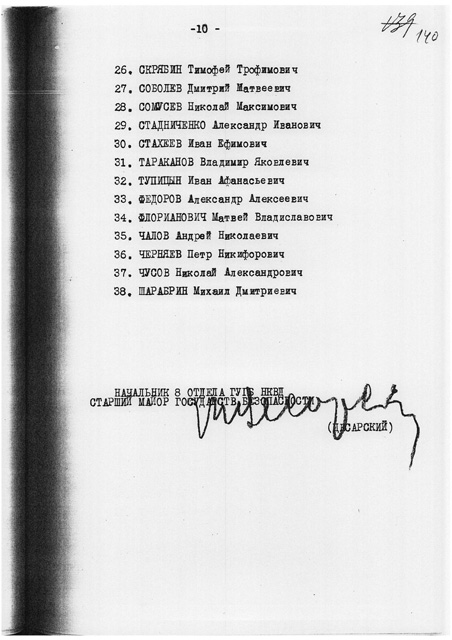 -10 -
139
140
26. СКРЯБИН Тимофей Трофимович
27. СОБОЛЕВ Дмитрий Матвеевич
28. СОМУСЕВ Николай Максимович
29. СТАДНИЧЕНКО Александр Иванович
30. СТАХЕЕВ Иван Ефимович
31. ТАРАКАНОВ Владимир Яковлевич
32. ТУПИЦЫН Иван Афанасьевич
33. ФЕДОРОВ Александр Алексеевич
34. ФЛОРИАНОВИЧ Матвей Владиславович
35. ЧАЛОВ Андрей Николаевич
36. ЧЕРНЯЕВ Петр Никифорович
37. ЧУСОВ Николай Александрович
38. ШАРАБРИН Михаил Дмитриевич
НАЧАЛЬНИК 8 ОТДЕЛА ГУГБ НКВД
СТАРШИЙ МАЙОР ГОСУДАРСТВ.БЕЗОПАСНОСТИ
(ЦЕСАРСКИЙ)